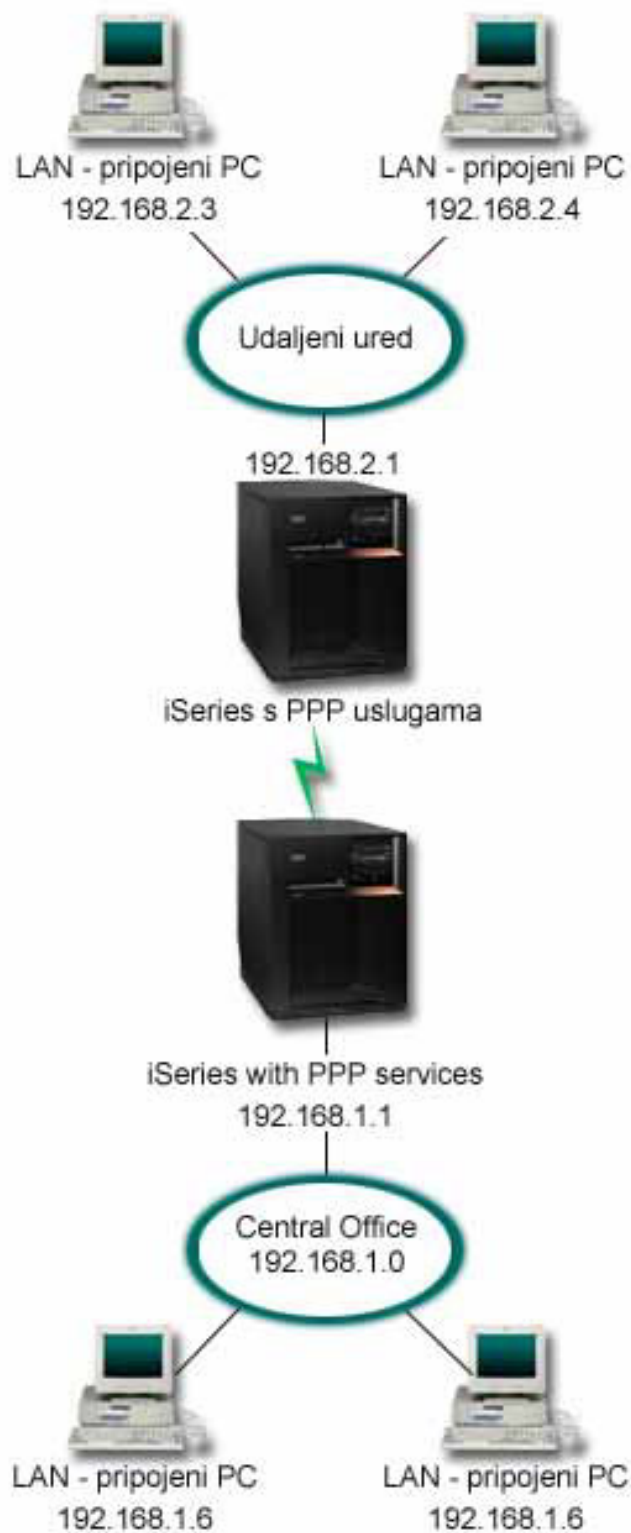 LAN - pripojeni PC
192.168.2.3
LAN - pripojeni PC
192.168.2.4
Udaljeni ured
192.168.2.1
iSeries s PPP uslugama
iSeries with PPP services
192.168.1.1
Central Office
192.168.1.0
LAN - pripojeni PC
192.168.1.6
LAN - pripojeni PC
192.168.1.6